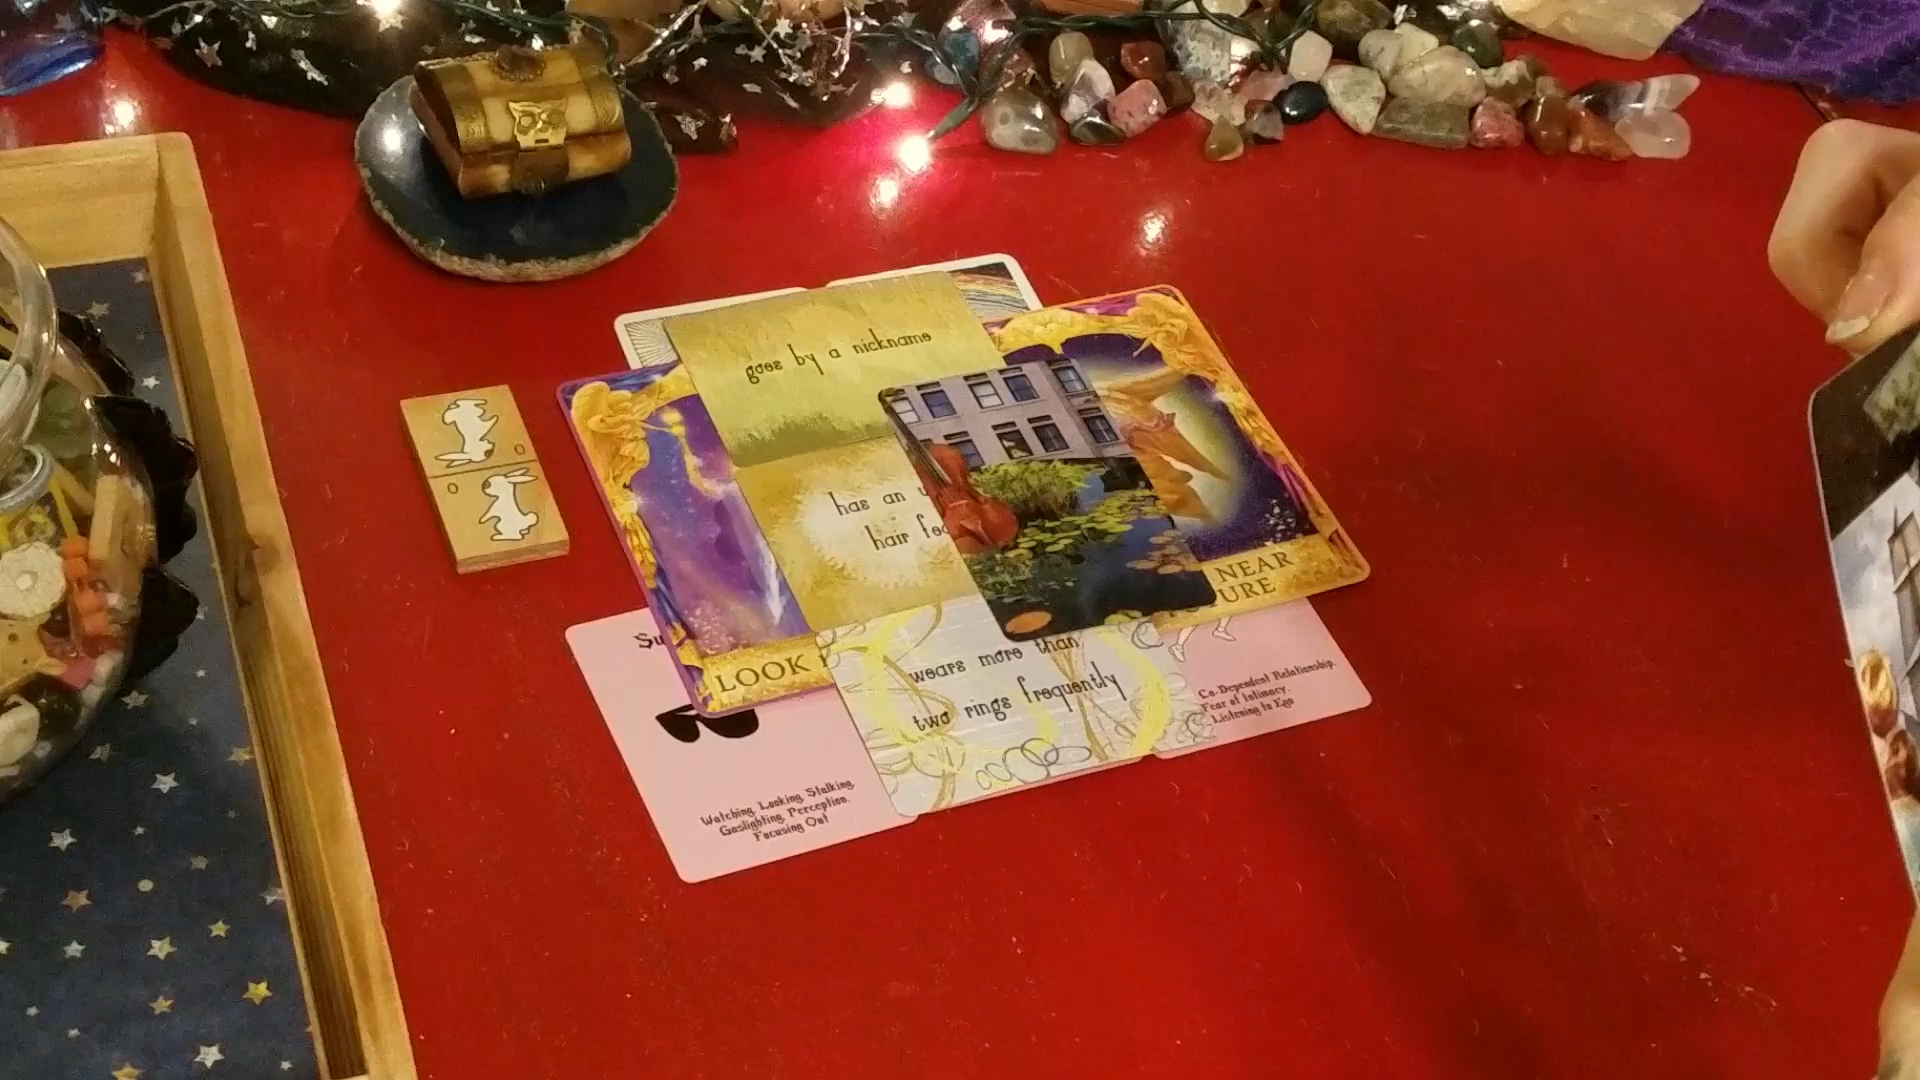 goes by a nickname
has an
hair
NEAR
LOOK
wears more than
two rings frequently
Co-Dependent Relationship.
Fear of Intimacy.
Listening to Ego
Watching, Looking, Stalking,
Gaslighting, Perception,
Focusing Out